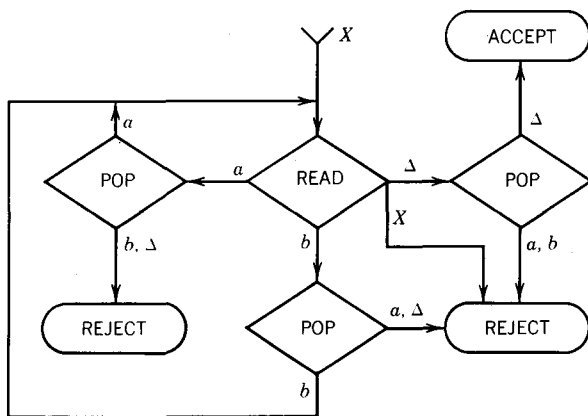 X
ACCEPT
a
Δ
POP
a
READ
Δ
POP
X
b, Δ
b
a, b
REJECT
POP
a, Δ
REJECT
b